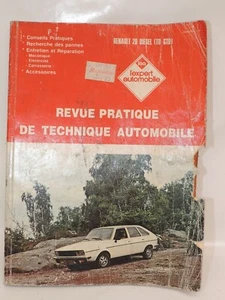 * Conseils Pratiques
* Recherche des pannes
* Entretien et Réparation
- Mécanique
- Electricité
- Carrosserie
* Accessoires
RENAULT 20 DIESEL (TD-GTD)
l'expert
automobile
REVUE PRATIQUE
DE TECHNIQUE AUTOMOBILE